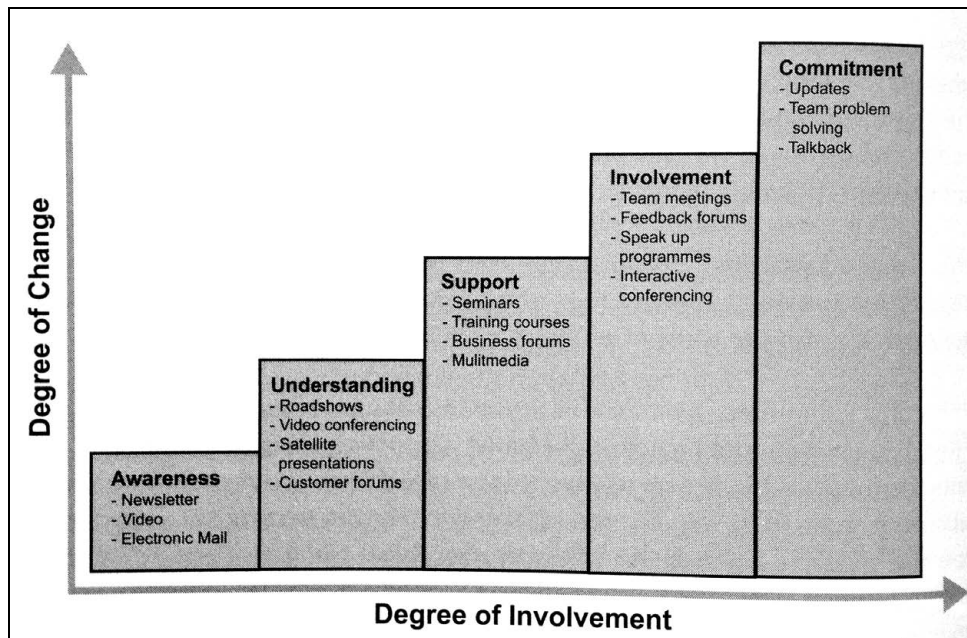 Degree of Change
Commitment
- Updates
- Team problem
solving
- Talkback
Involvement
- Team meetings
- Feedback forums
- Speak up
programmes
- Interactive
conferencing
Support
- Seminars
- Training courses
- Business forums
- Mulitmedia
Understanding
- Roadshows
- Video conferencing
- Satellite
presentations
- Customer forums
Awareness
- Newsletter
- Video
- Electronic Mail
Degree of Involvement